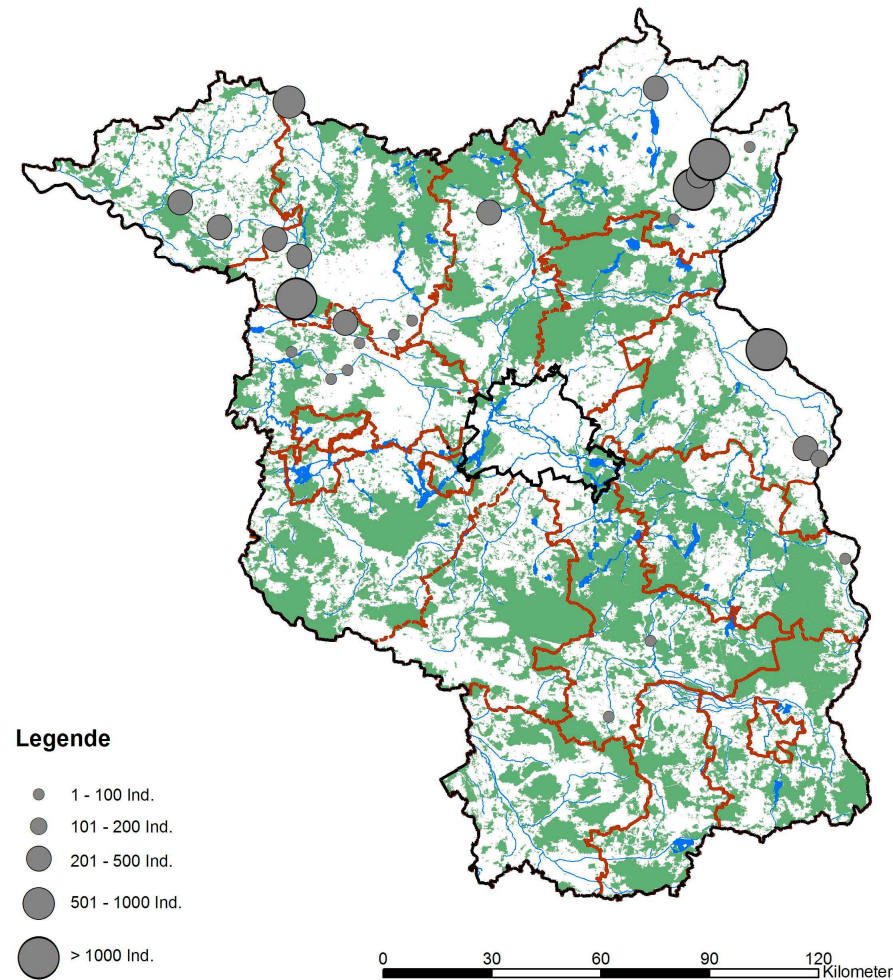 Legende
1 - 100 Ind.
101 - 200 Ind.
201 - 500 Ind.
501 - 1000 Ind.
> 1000 Ind.
0 30 60 90 120
Kilometer